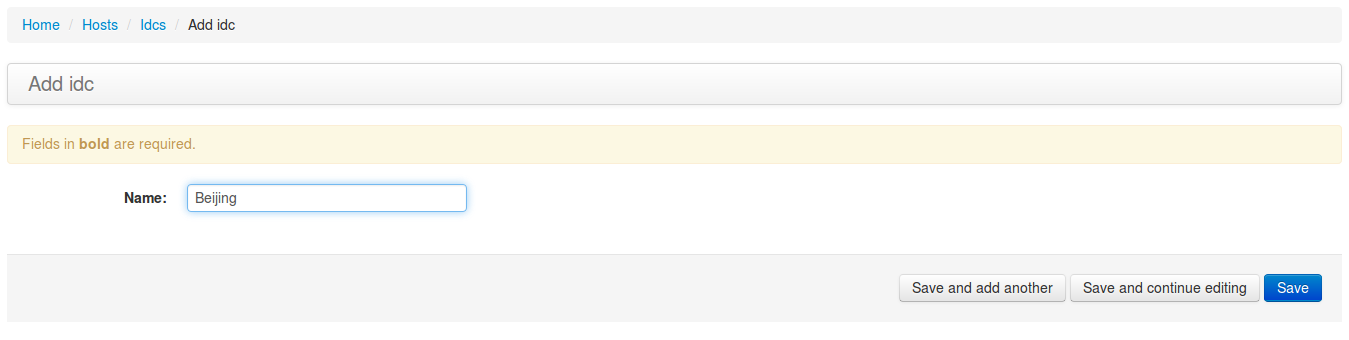 Home / Hosts / Idcs / Add idc
Add idc
Fields in bold are required.
Name: Beijing
Save and add another Save and continue editing Save